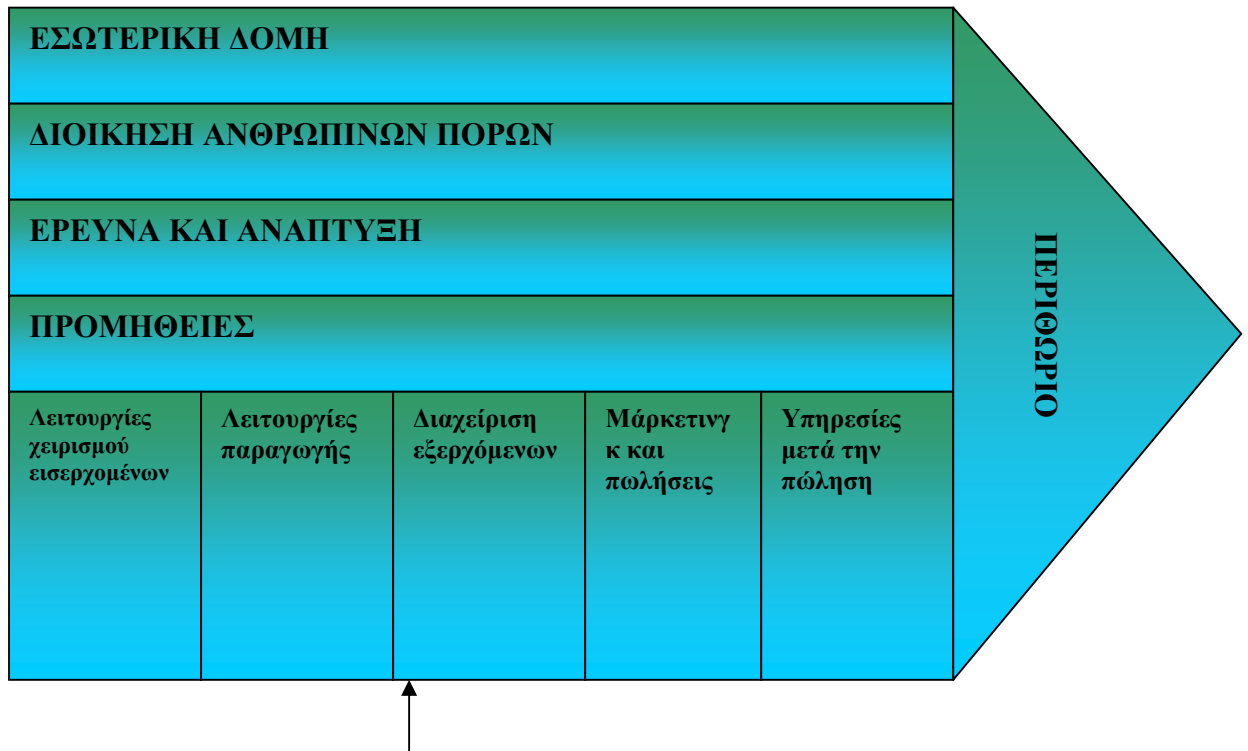 ΕΣΩΤΕΡΙΚΗ ΔΟΜΗ
ΔΙΟΙΚΗΣΗ ΑΝΘΡΩΠΙΝΩΝ ΠΟΡΩΝ
ΕΡΕΥΝΑ ΚΑΙ ΑΝΑΠΤΥΞΗ
ΠΡΟΜΗΘΕΙΕΣ
Λειτουργίες
χειρισμού
εισερχομένων
Λειτουργίες
παραγωγής
Διαχείριση
εξερχόμενων
Μάρκετινγ
κ και
πωλήσεις
Υπηρεσίες
μετά την
πώληση
ΠΕΡΙΘΩΡΙΟ